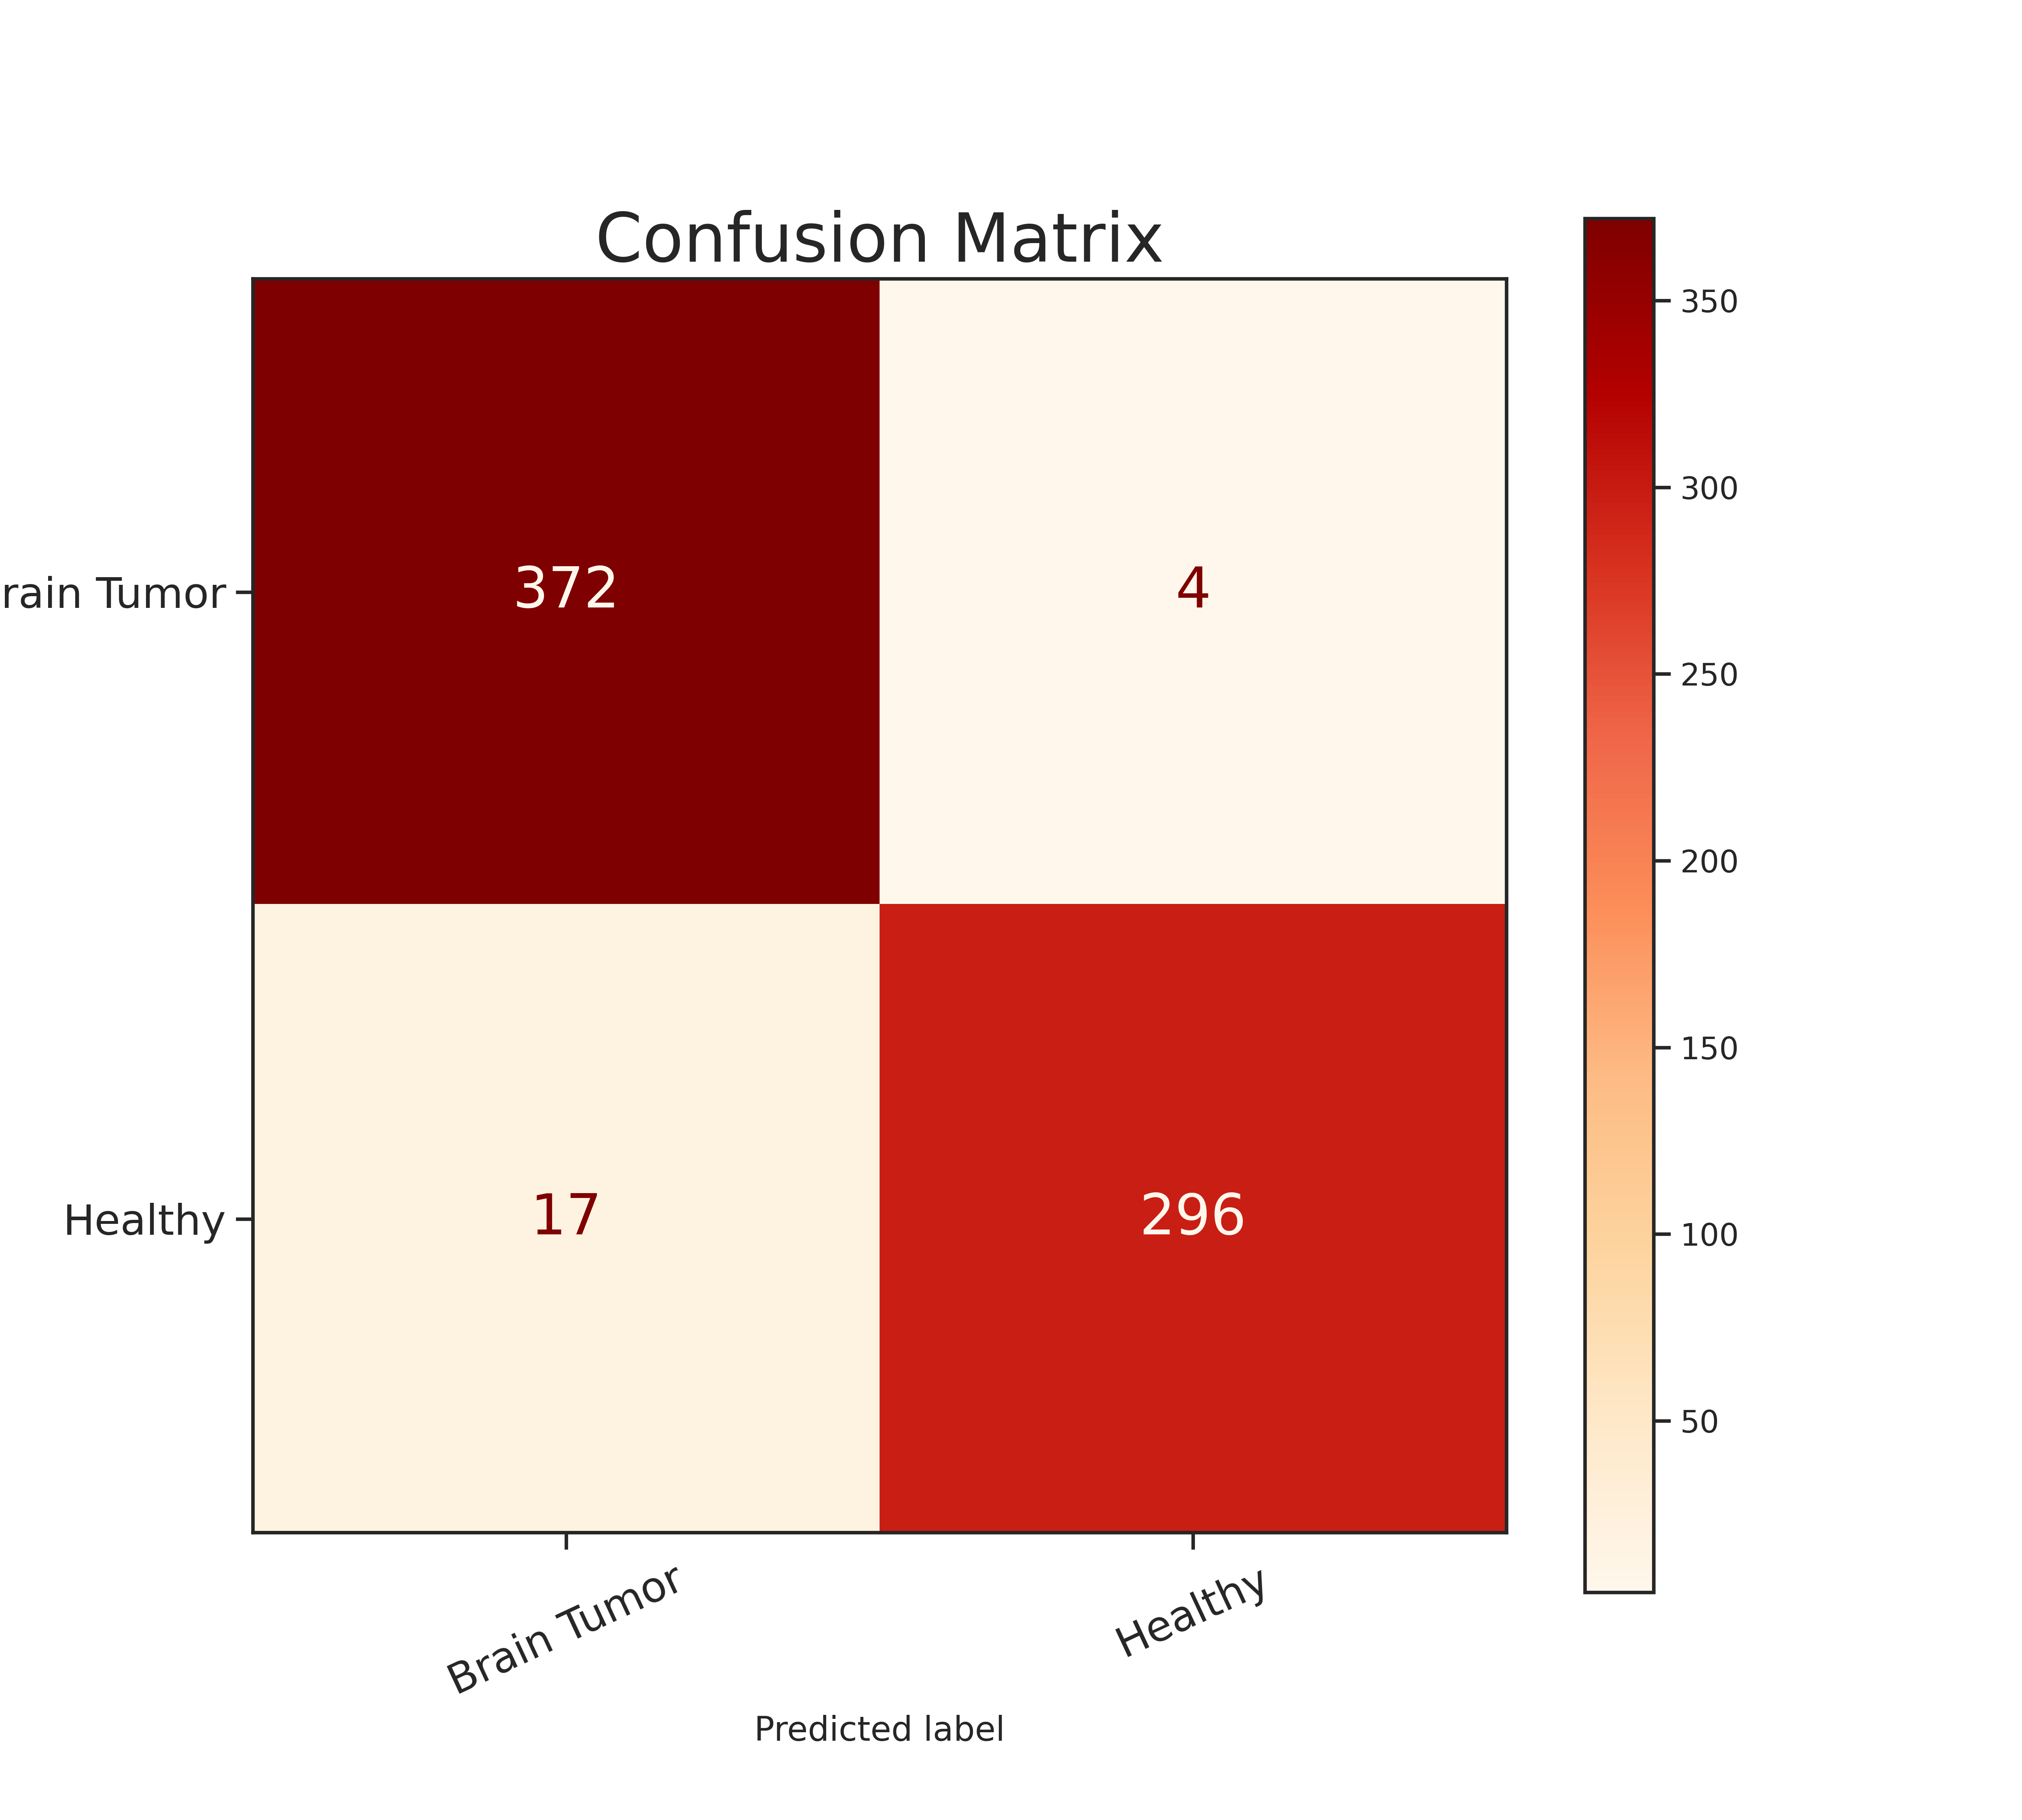 Confusion Matrix
rain Tumor
372
4
Healthy
17
296
Brain Tumor
Healthy
Predicted label
350
300
250
200
150
100
50